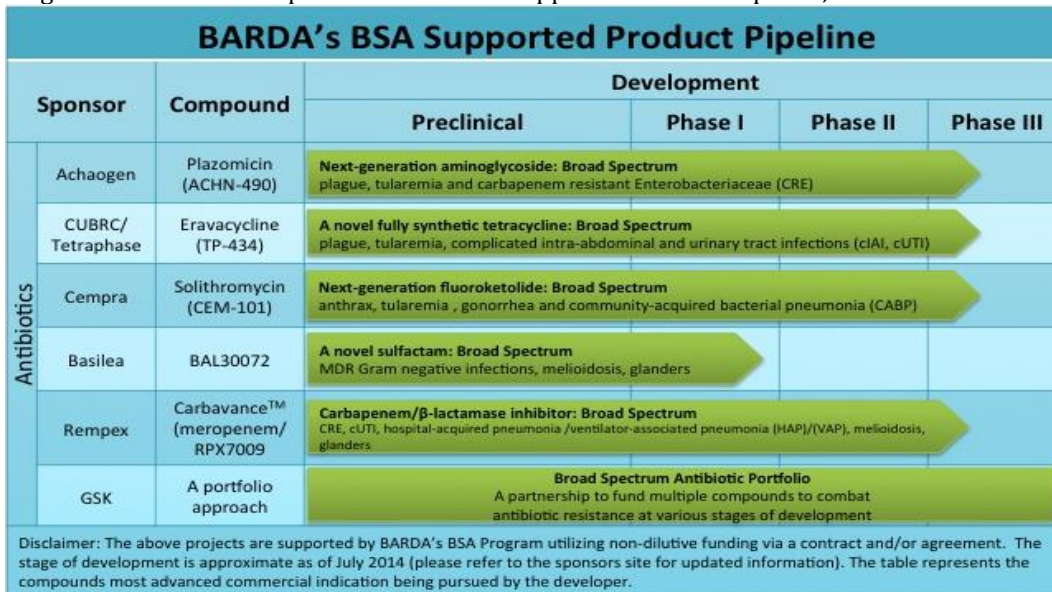 BARDA's BSA Supported Product Pipeline
Sponsor
Compound
Development
Preclinical
Phase I
Phase II
Phase III
Antibiotics
Achaogen
Plazomicin
(ACHN-490)
Next-generation aminoglycoside: Broad Spectrum
plague, tularemia and carbapenem resistant Enterobacteriaceae (CRE)
CUBRC/
Tetraphase
Eravacycline
(TP-434)
A novel fully synthetic tetracycline: Broad Spectrum
plague, tularemia, complicated intra-abdominal and urinary tract infections (cIAI, cUTI)
Cempra
Solithromycin
(CEM-101)
Next-generation fluoroketolide: Broad Spectrum
anthrax, tularemia , gonorrhea and community-acquired bacterial pneumonia (CABP)
Basilea
BAL30072
A novel sulfactam: Broad Spectrum
MDR Gram negative infections, melioidosis, glanders
Rempex
Carbavance™
(meropenem/
RPX7009
Carbapenem/β-lactamase inhibitor: Broad Spectrum
CRE, cUTI, hospital-acquired pneumonia /ventilator-associated pneumonia (HAP)/(VAP), melioidosis,
glanders
GSK
A portfolio
approach
Broad Spectrum Antibiotic Portfolio
A partnership to fund multiple compounds to combat
antibiotic resistance at various stages of development
Disclaimer: The above projects are supported by BARDA's BSA Program utilizing non-dilutive funding via a contract and/or agreement. The
stage of development is approximate as of July 2014 (please refer to the sponsors site for updated information). The table represents the
compounds most advanced commercial indication being pursued by the developer.